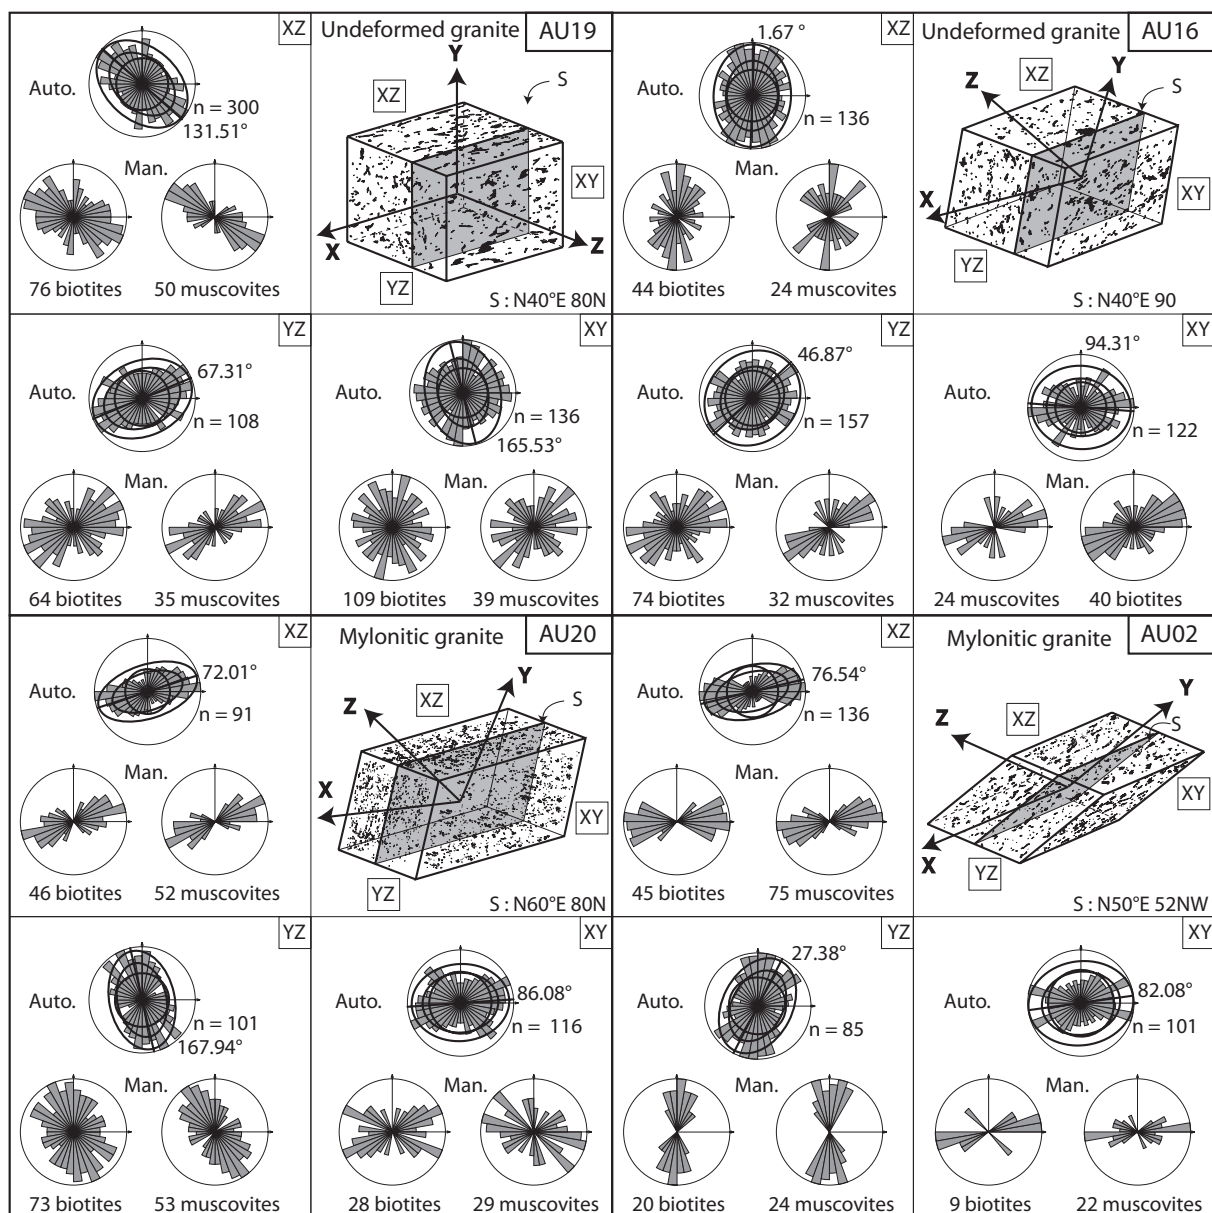 XZ
Auto.
n = 300
131.51°
Man.
76 biotites
50 muscovites
Undeformed granite
AU19
Y
S
XZ
XY
X
Z
YZ
S : N40°E 80N
XZ
1.67 °
Auto.
n = 136
Man.
44 biotites
24 muscovites
Undeformed granite
AU16
XZ
Y
Z
S
XY
X
YZ
S : N40°E 90
YZ
67.31°
Auto.
n = 108
Man.
64 biotites
35 muscovites
XY
Auto.
n = 136
165.53°
Man.
109 biotites
39 muscovites
YZ
46.87°
Auto.
n = 157
Man.
74 biotites
32 muscovites
XY
94.31°
Auto.
n = 122
Man.
24 muscovites
40 biotites
XZ
72.01°
Auto.
n = 91
Man.
46 biotites
52 muscovites
Mylonitic granite
AU20
XZ
Y
Z
S
X
XY
YZ
S : N60°E 80N
XZ
76.54°
Auto.
n = 136
Man.
45 biotites
75 muscovites
Mylonitic granite
AU02
Y
Z
XZ
S
XY
X
YZ
S : N50°E 52NW
YZ
Auto.
n = 101
167.94°
Man.
73 biotites
53 muscovites
XY
86.08°
Auto.
n = 116
Man.
28 biotites
29 muscovites
YZ
27.38°
Auto.
n = 85
Man.
20 biotites
24 muscovites
XY
82.08°
Auto.
n = 101
Man.
9 biotites
22 muscovites